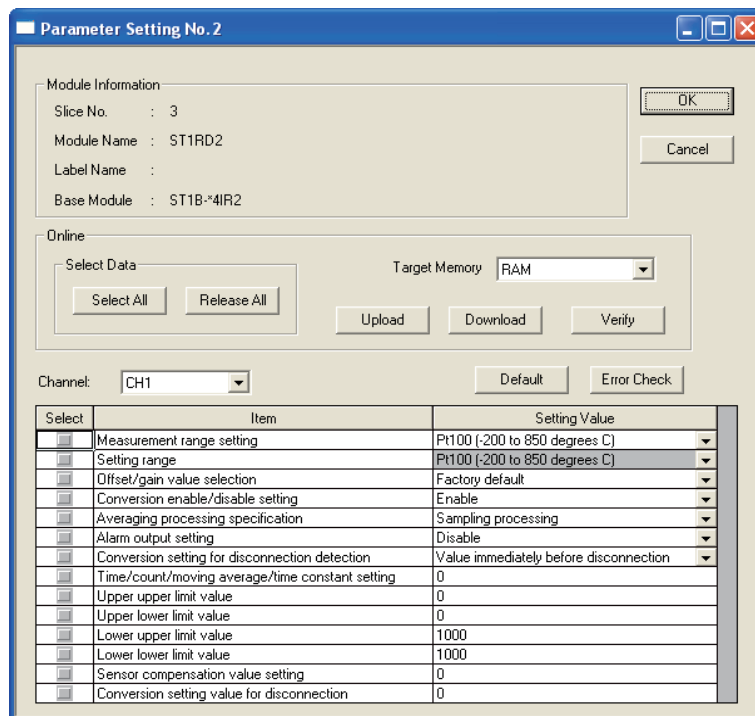 Parameter Setting No.2
Module Information
Slice No. : 3
Module Name : ST1RD2
Label Name :
Base Module : ST1B-*4IR2
OK
Cancel
Online
Select Data
Select All Release All
Target Memory RAM
Upload Download Verify
Channel: CH1 Default Error Check
Select Item Setting Value
Measurement range setting Pt100 (-200 to 850 degrees C)
Setting range Pt100 (-200 to 850 degrees C)
Offset/gain value selection Factory default
Conversion enable/disable setting Enable
Averaging processing specification Sampling processing
Alarm output setting Disable
Conversion setting for disconnection detection Value immediately before disconnection
Time/count/moving average/time constant setting 0
Upper upper limit value 0
Upper lower limit value 0
Lower upper limit value 1000
Lower lower limit value 1000
Sensor compensation value setting 0
Conversion setting value for disconnection 0